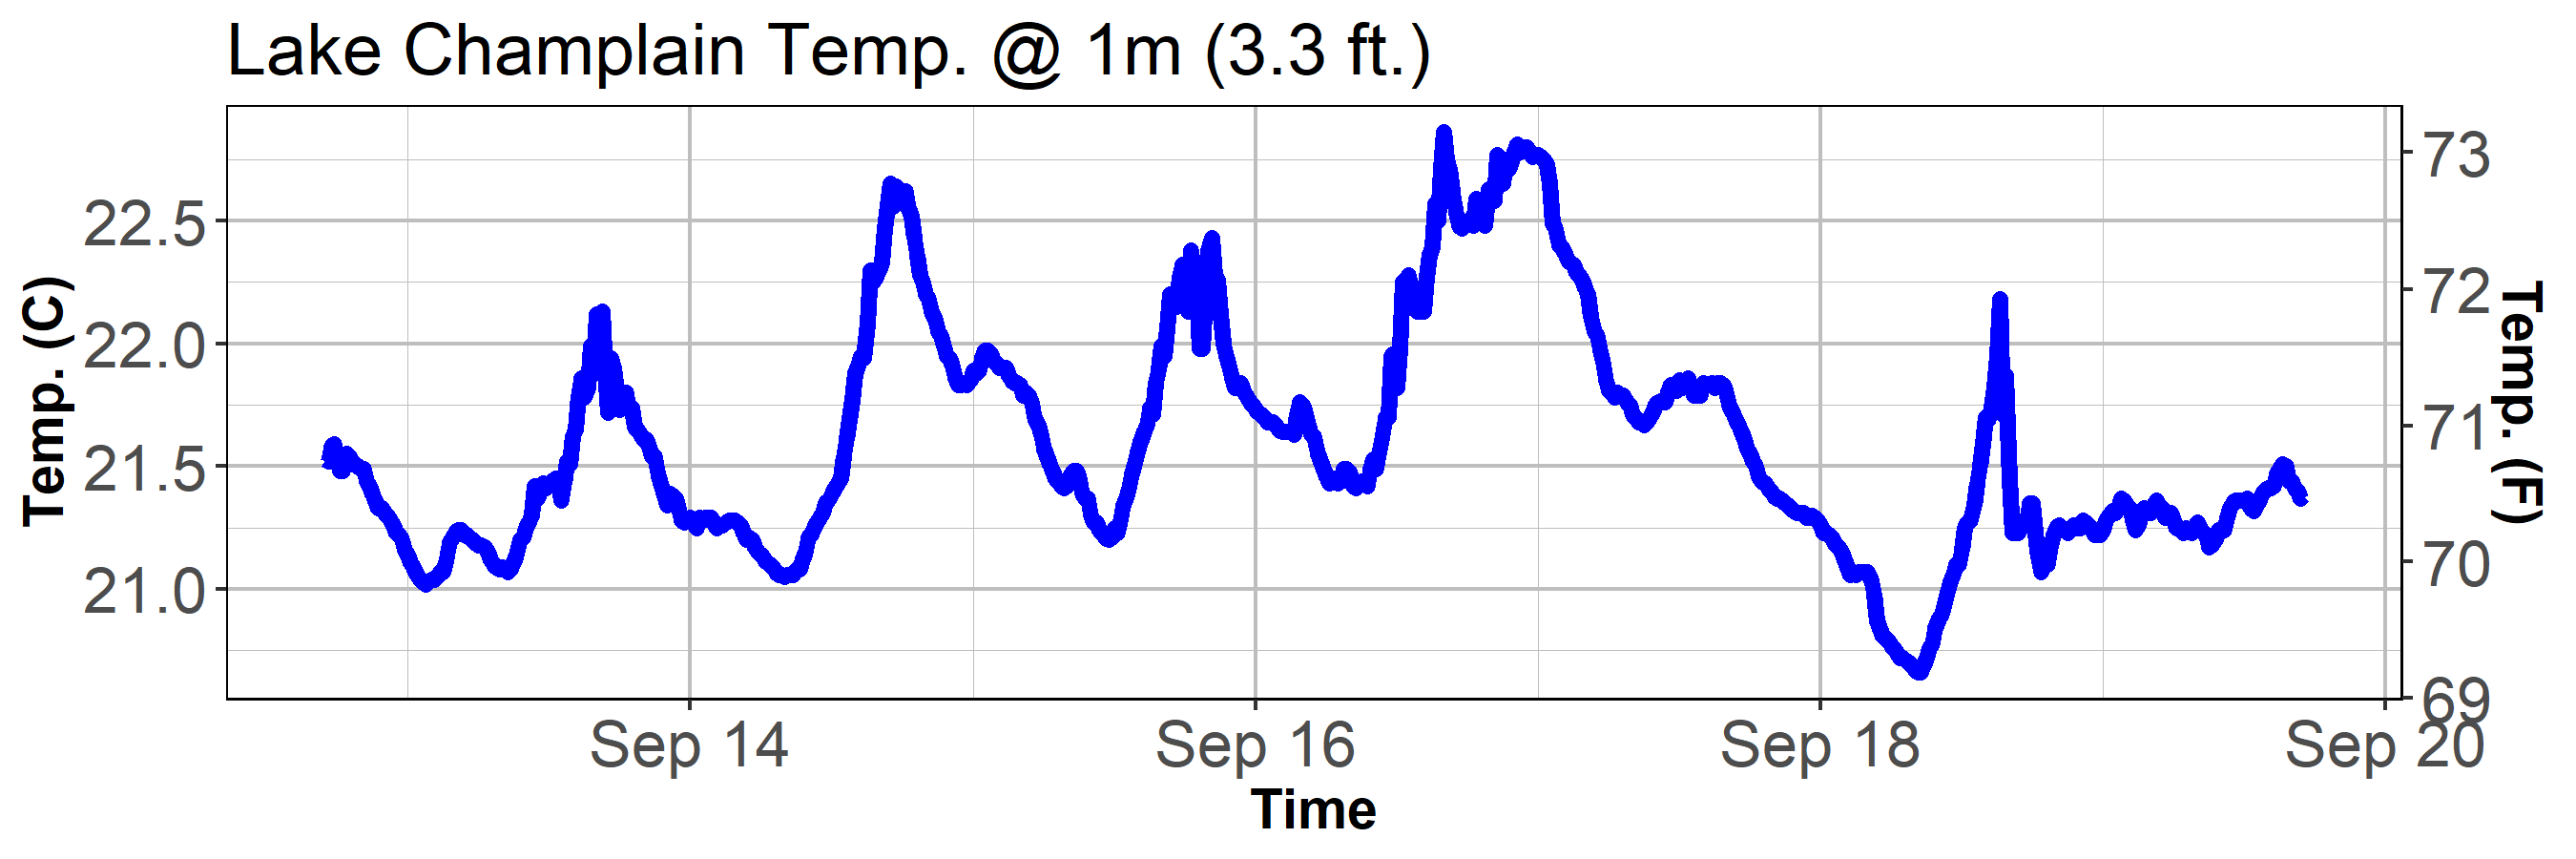 Lake Champlain Temp. @ 1m (3.3 ft.)
Temp. (C)
22.5
22.0
21.5
21.0
73
72
71
70
69
Temp. (F)
Sep 14 Sep 16 Sep 18 Sep 20
Time